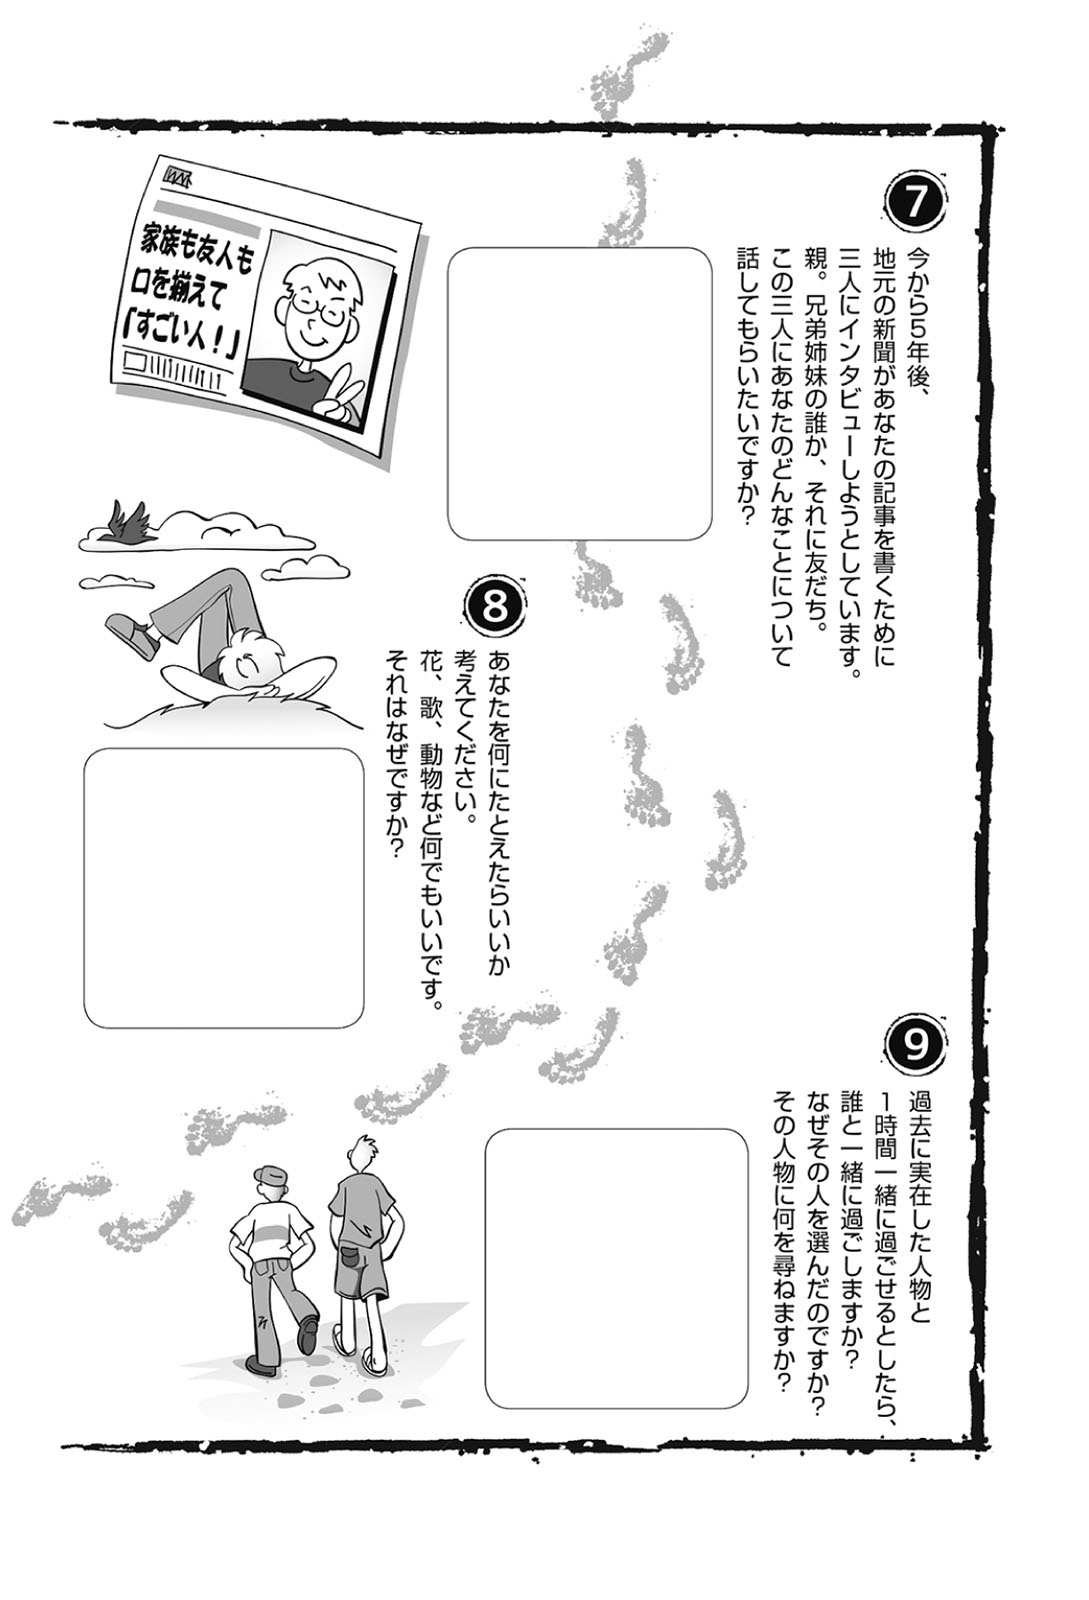 7
今から5年後、
地元の新聞があなたの記事を書くために
三人にインタビューしようとしています。
親。兄弟姉妹の誰か、それに友だち。
この三人にあなたのどんなことについて
話してもらいたいですか?
家族も友人も
口を揃えて
「すごい人!」
8
あなたを何にたとえたらいいか
考えてください。
花、歌、動物など何でもいいです。
それはなぜですか?
9
過去に実在した人物と
1時間一緒に過ごせるとしたら、
誰と一緒に過ごしますか?
なぜその人を選んだのですか?
その人物に何を尋ねますか?